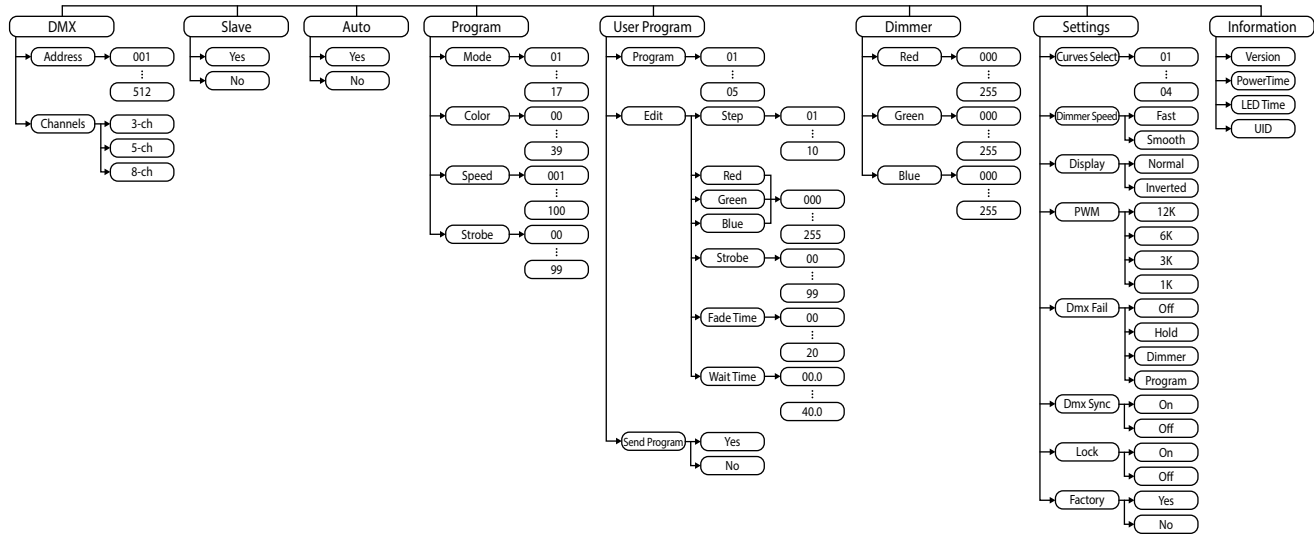 DMX
Address
001
⋮
512
Channels
3-ch
5-ch
8-ch
Slave
Yes
No
Auto
Yes
No
Program
Mode
01
⋮
17
Color
00
⋮
39
Speed
001
⋮
100
Strobe
00
⋮
99
User Program
Program
01
⋮
05
Edit
Step
01
⋮
10
Red
Green
Blue
000
⋮
255
Strobe
00
⋮
99
Fade Time
00
⋮
20
Wait Time
00.0
⋮
40.0
Send Program
Yes
No
Dimmer
Red
000
⋮
255
Green
000
⋮
255
Blue
000
⋮
255
Settings
Curves Select
01
⋮
04
Dimmer Speed
Fast
Smooth
Display
Normal
Inverted
PWM
12K
6K
3K
1K
Dmx Fail
Off
Hold
Dimmer
Program
Dmx Sync
On
Off
Lock
On
Off
Factory
Yes
No
Information
Version
PowerTime
LED Time
UID